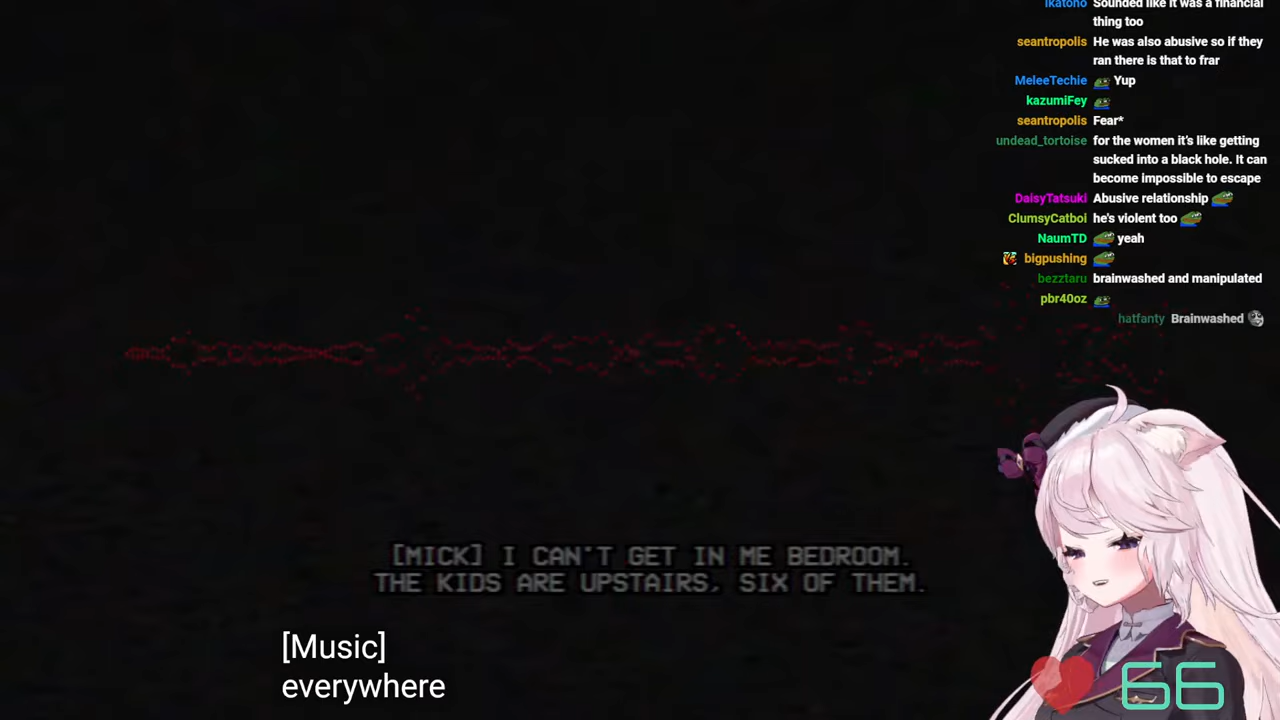 ikatono Sounded like it was a financial
thing too
seantropolis He was also abusive so if they
ran there is that to frar
MeleeTechie Yup
kazumiFey
seantropolis Fear*
undead_tortoise for the women it’s like getting
sucked into a black hole. It can
become impossible to escape
DaisyTatsuki Abusive relationship
ClumsyCatboi he's violent too
NaumTD yeah
bigpushing
bezztaru brainwashed and manipulated
pbr40oz
hatfanty Brainwashed
[MICK] I CAN'T GET IN ME BEDROOM.
THE KIDS ARE UPSTAIRS, SIX OF THEM.
[Music]
everywhere
66